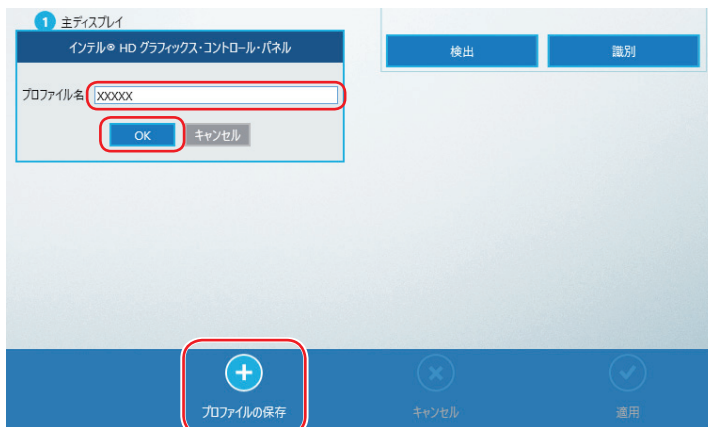 1 主ディスプレイ
インテル® HD グラフィックス・コントロール・パネル
検出 識別
プロファイル名 XXXXX
OK キャンセル
プロファイルの保存 キャンセル 適用